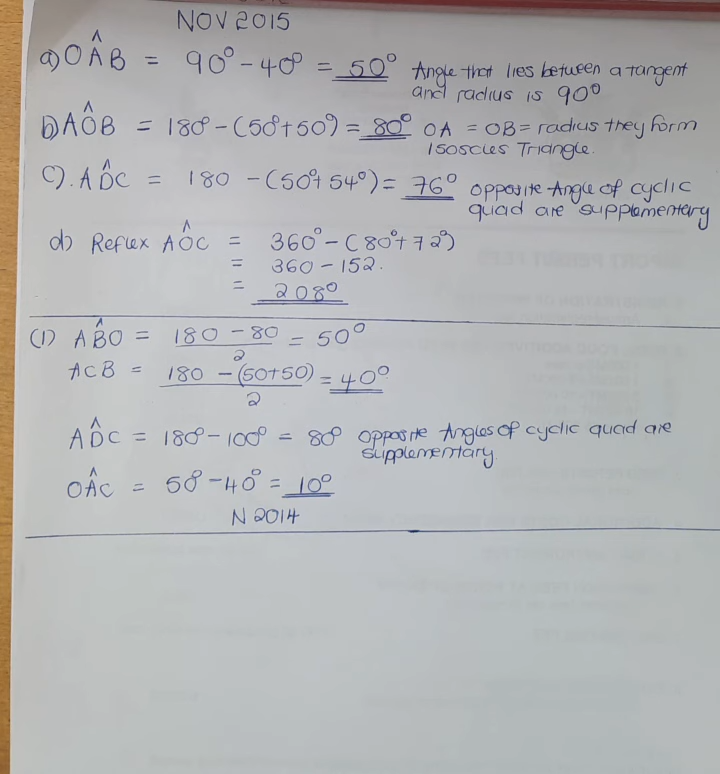 NOV 2015
a) OÂB = 90° - 40° = 50° Angle that lies between a tangent
and radius is 90°
b) AÔB = 180° - (50° + 50°) = 80° OA = OB = radius they form
Isoscles Triangle.
c). AD̂C = 180 - (50° + 54°) = 76° opposite Angle of cyclic
quad are supplementary
d) Reflex AÔC = 360° - (80° + 72°)
= 360 - 152.
= 208°
(1) AB̂O = (180 - 80)/2 = 50°
ACB = (180 - (50+50))/2 = 40°
AD̂C = 180° - 100° = 80° opposite Angles of cyclic quad are
supplementary.
OÂC = 50° - 40° = 10°
N 2014